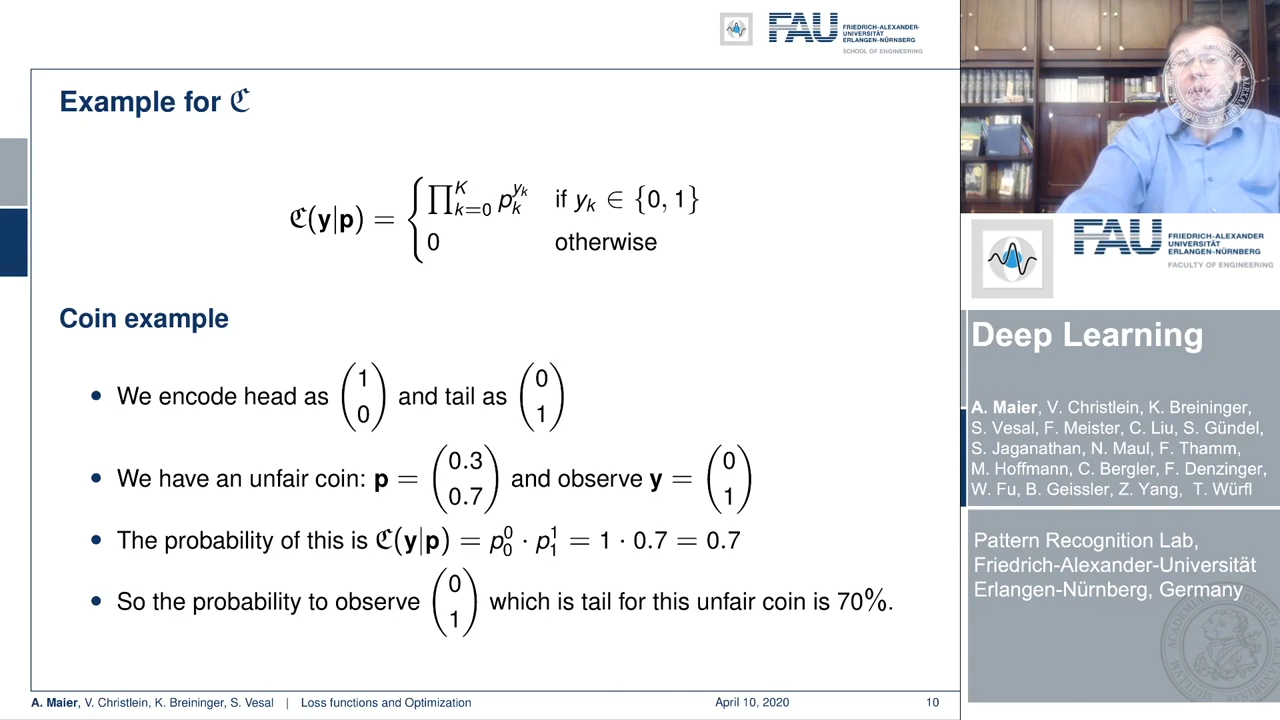 FAU FRIEDRICH-ALEXANDER-
UNIVERSITÄT
ERLANGEN-NÜRNBERG
SCHOOL OF ENGINEERING
Example for ℭ
ℭ(y|p) = { ∏_{k=0}^{K} p_k^{y_k} if y_k ∈ {0, 1}
0 otherwise
Coin example
• We encode head as (1 0) and tail as (0 1)
• We have an unfair coin: p = (0.3 0.7) and observe y = (0 1)
• The probability of this is ℭ(y|p) = p_0^0 · p_1^1 = 1 · 0.7 = 0.7
• So the probability to observe (0 1) which is tail for this unfair coin is 70%.
A. Maier, V. Christlein, K. Breininger, S. Vesal | Loss functions and Optimization April 10, 2020 10
FAU FRIEDRICH-ALEXANDER
UNIVERSITÄT
ERLANGEN-NÜRNBERG
FACULTY OF ENGINEERING
Deep Learning
A. Maier, V. Christlein, K. Breininger,
S. Vesal, F. Meister, C. Liu, S. Gündel,
S. Jaganathan, N. Maul, F. Thamm,
M. Hoffmann, C. Bergler, F. Denzinger,
W. Fu, B. Geissler, Z. Yang, T. Würfl
Pattern Recognition Lab,
Friedrich-Alexander-Universität
Erlangen-Nürnberg, Germany